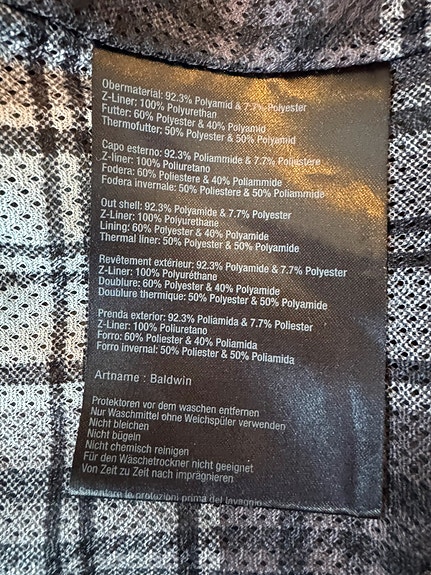 Obermaterial: 92.3% Polyamid & 7.7% Polyester
Z-Liner; 100% Polyurethan
Futter: 60% Polyester & 40% Polyamid
Thermofutter: 50% Polyester & 50% Polyamid
Capo esterno: 92.3% Poliammide & 7.7% Poliestere
Z-liner: 100% Poliuretano
Fodera: 60% Poliestere & 40% Poliammide
Fodera invernale: 50% Poliestere & 50% Poliammide
Out shell: 92.3% Polyamide & 7.7% Polyester
Z-Liner: 100% Polyurethane
Lining: 60% Polyester & 40% Polyamide
Thermal liner: 50% Polyester & 50% Polyamide
Revêtement extérieur: 92.3% Polyamide & 7.7% Polyester
Z-Liner: 100% Polyuréthane
Doublure: 60% Polyester & 40% Polyamide
Doublure thermique: 50% Polyester & 50% Polyamide
Prenda exterior: 92.3% Poliamida & 7.7% Poliester
Z-Liner: 100% Poliuretano
Forro: 60% Poliester & 40% Poliamida
Forro invernal: 50% Poliester & 50% Poliamida
Artname : Baldwin
Protektoren vor dem waschen entfernen
Nur Waschmittel ohne Weichspüler verwenden
Nicht bleichen
Nicht bügeln
Nicht chemisch reinigen
Für den Wäschetrockner nicht geeignet
Von Zeit zu Zeit nach imprägnieren
le protezioni prima del lavaggio